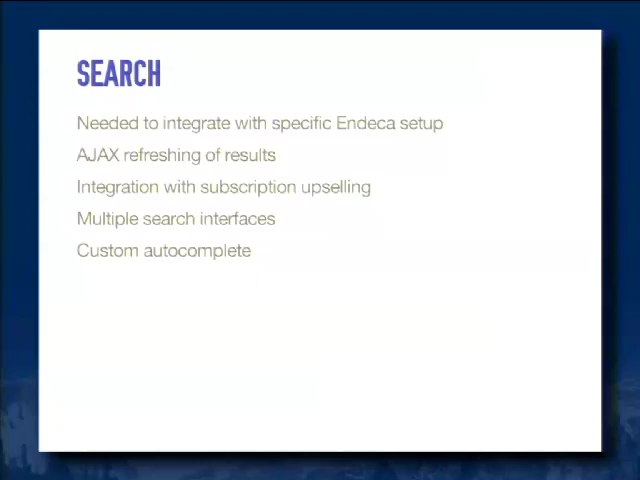 SEARCH
Needed to integrate with specific Endeca setup
AJAX refreshing of results
Integration with subscription upselling
Multiple search interfaces
Custom autocomplete